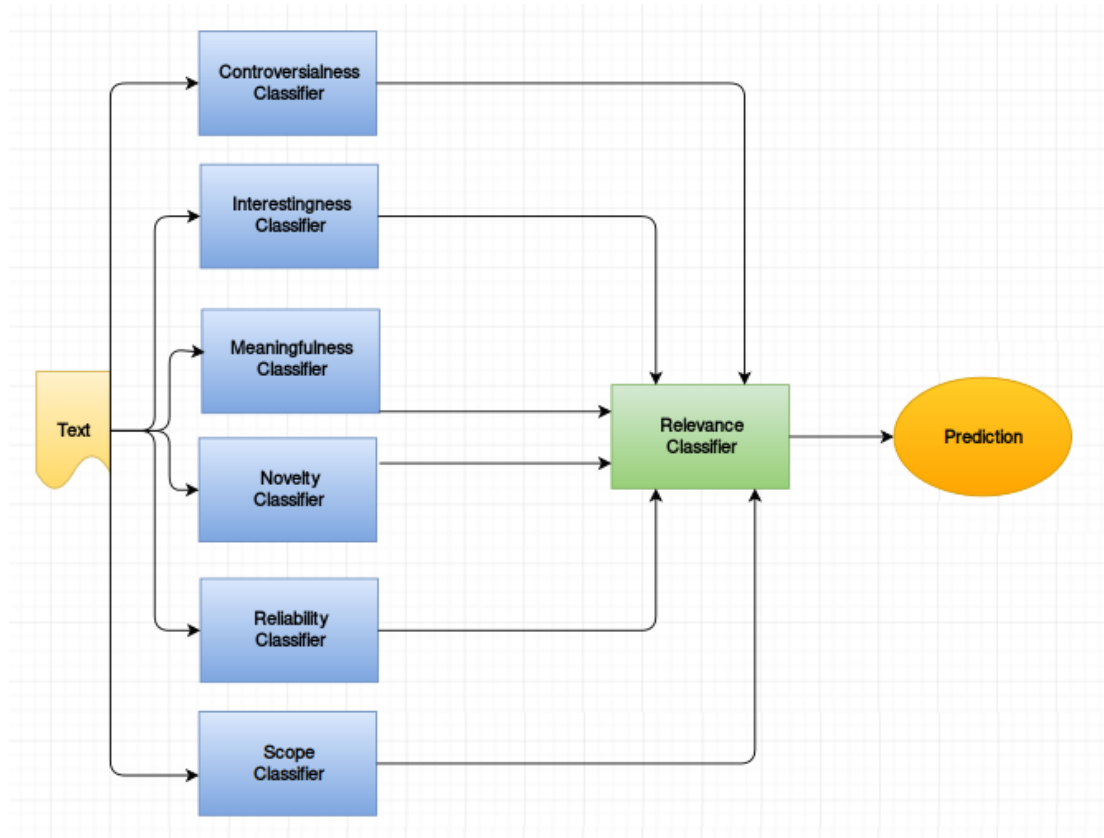 Controversialness
Classifier
Interestingness
Classifier
Meaningfulness
Classifier
Text
Relevance
Classifier
Prediction
Novelty
Classifier
Reliability
Classifier
Scope
Classifier